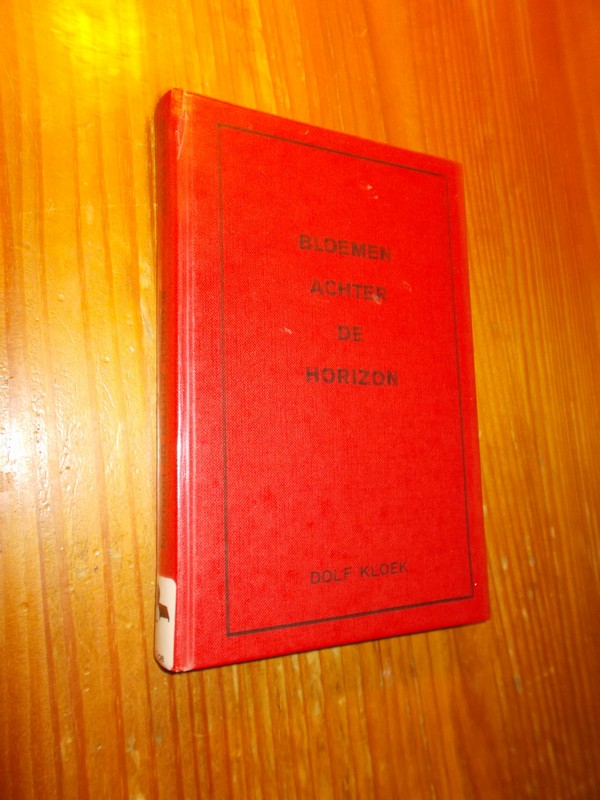 BLOEMEN
ACHTER
DE
HORIZON
DOLF KLOEK